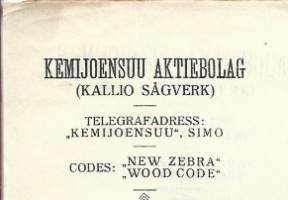 KEMIJOENSUU AKTIEBOLAG
(KALLIO SÅGVERK)
TELEGRAFADRESS:
„KEMIJOENSUU“, SIMO
CODES: „NEW ZEBRA“
„WOOD CODE“